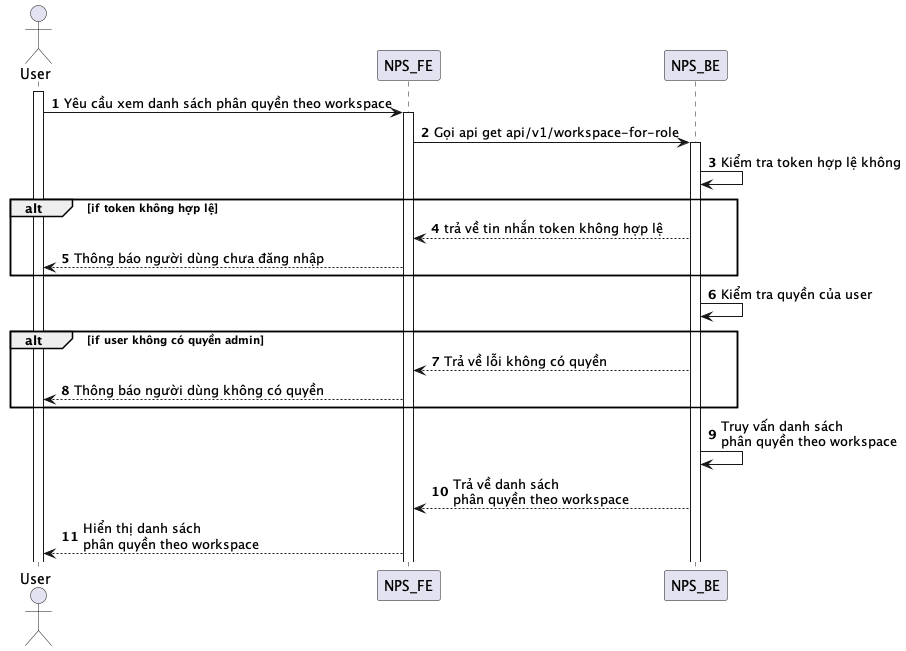 User
NPS_FE
NPS_BE
1 Yêu cầu xem danh sách phân quyền theo workspace
2 Gọi api get api/v1/workspace-for-role
3 Kiểm tra token hợp lệ không
alt [if token không hợp lệ]
4 trả về tin nhắn token không hợp lệ
5 Thông báo người dùng chưa đăng nhập
6 Kiểm tra quyền của user
alt [if user không có quyền admin]
7 Trả về lỗi không có quyền
8 Thông báo người dùng không có quyền
9 Truy vấn danh sách
phân quyền theo workspace
10 Trả về danh sách
phân quyền theo workspace
11 Hiển thị danh sách
phân quyền theo workspace
User
NPS_FE
NPS_BE